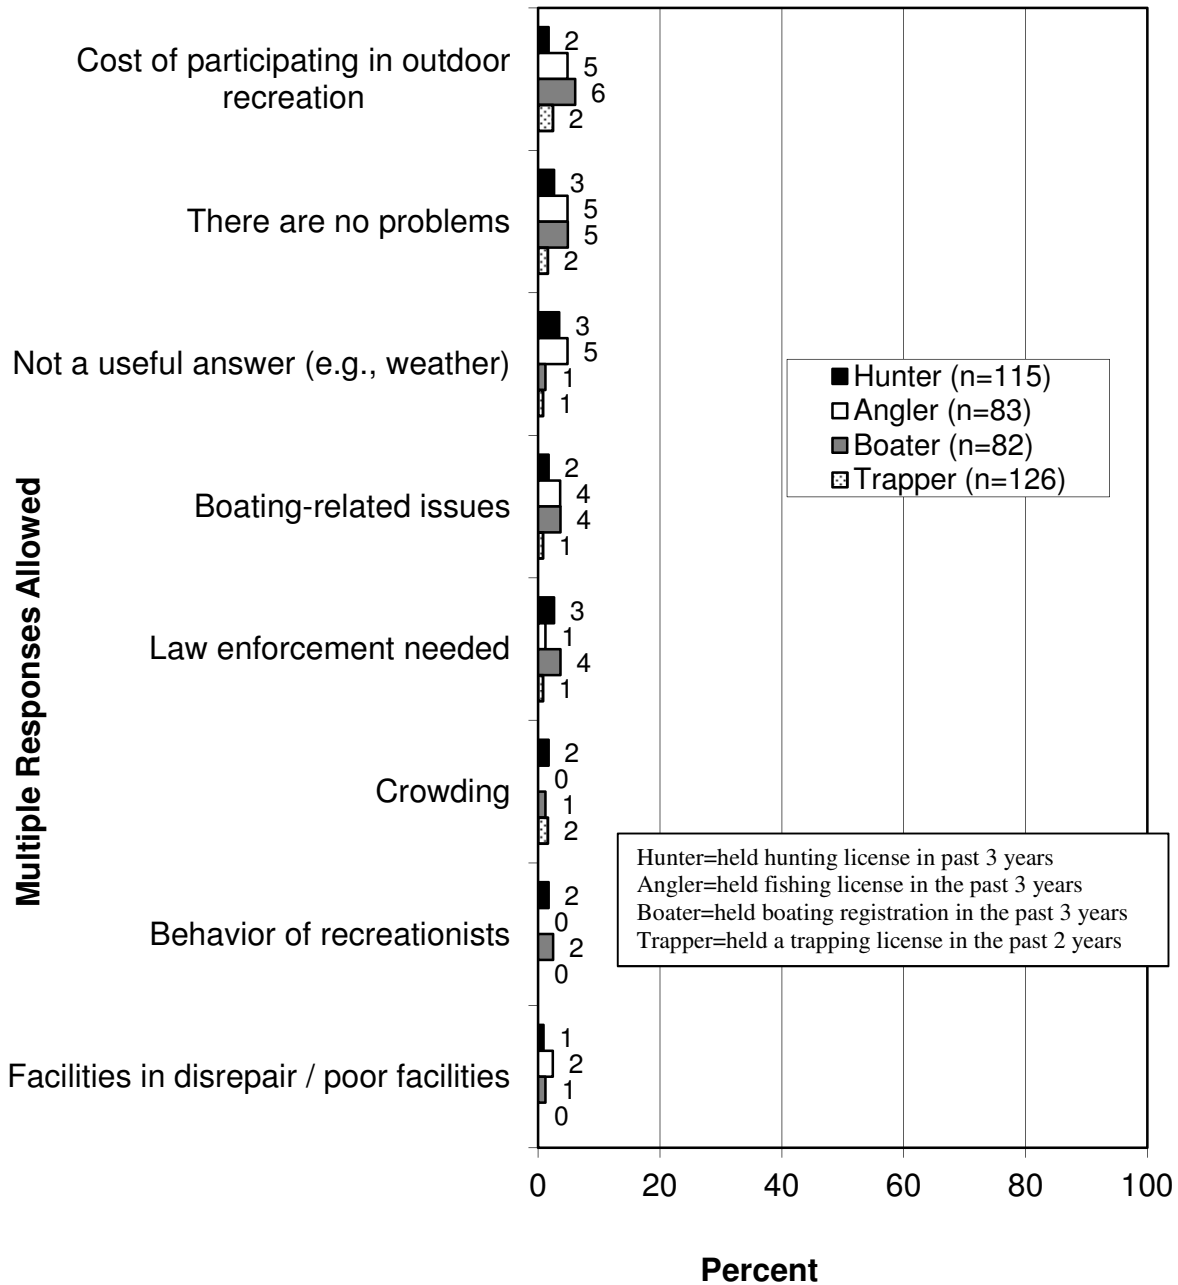 Multiple Responses Allowed
Cost of participating in outdoor
recreation
2
5
6
2
There are no problems
3
5
5
2
Not a useful answer (e.g., weather)
3
5
1
1
Boating-related issues
2
4
4
1
Law enforcement needed
3
1
4
1
Crowding
2
0
1
2
Behavior of recreationists
2
0
2
0
Facilities in disrepair / poor facilities
1
2
1
0
Hunter (n=115)
Angler (n=83)
Boater (n=82)
Trapper (n=126)
Hunter=held hunting license in past 3 years
Angler=held fishing license in the past 3 years
Boater=held boating registration in the past 3 years
Trapper=held a trapping license in the past 2 years
0 20 40 60 80 100
Percent